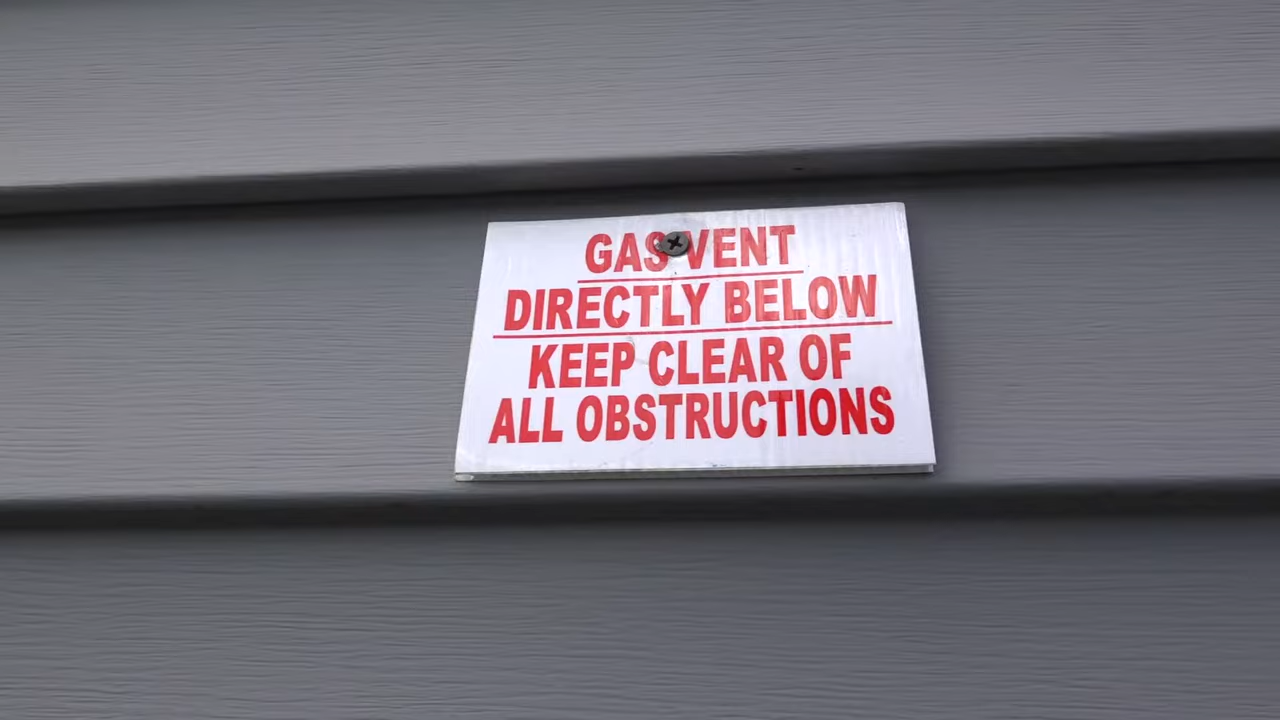 GAS VENT
DIRECTLY BELOW
KEEP CLEAR OF
ALL OBSTRUCTIONS